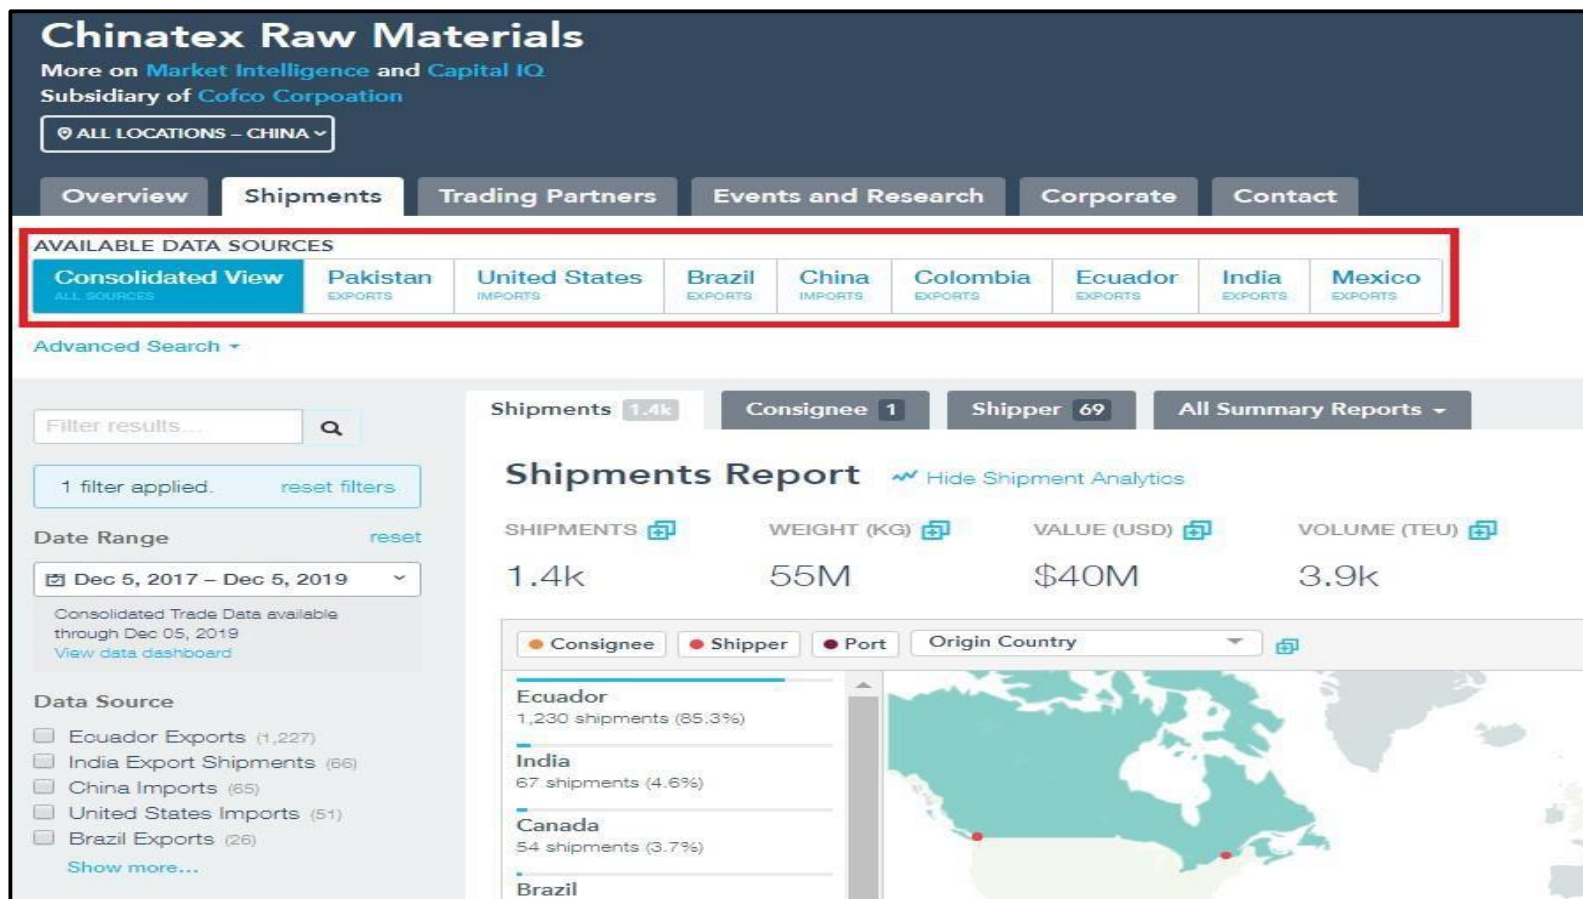 Chinatex Raw Materials
More on Market Intelligence and Capital IQ
Subsidiary of Cofco Corpoation
ALL LOCATIONS – CHINA
Overview Shipments Trading Partners Events and Research Corporate Contact
AVAILABLE DATA SOURCES
Consolidated View Pakistan United States Brazil China Colombia Ecuador India Mexico
ALL SOURCES EXPORTS IMPORTS EXPORTS IMPORTS EXPORTS EXPORTS EXPORTS EXPORTS
Advanced Search
Shipments 1.4k Consignee 1 Shipper 69 All Summary Reports
Filter results...
1 filter applied. reset filters
Date Range reset
Dec 5, 2017 – Dec 5, 2019
Consolidated Trade Data available
through Dec 05, 2019
View data dashboard
Data Source
Ecuador Exports (1,227)
India Export Shipments (66)
China Imports (65)
United States Imports (51)
Brazil Exports (26)
Show more...
Shipments Report Hide Shipment Analytics
SHIPMENTS WEIGHT (KG) VALUE (USD) VOLUME (TEU)
1.4k 55M $40M 3.9k
Consignee Shipper Port Origin Country
Ecuador
1,230 shipments (85.3%)
India
67 shipments (4.6%)
Canada
54 shipments (3.7%)
Brazil